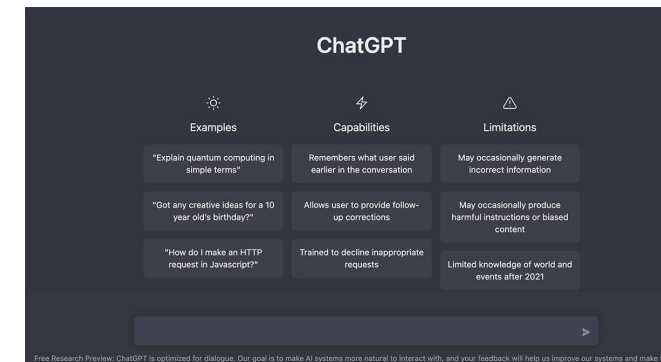 ChatGPT
Examples
"Explain quantum computing in
simple terms"
"Got any creative ideas for a 10
year old's birthday?"
"How do I make an HTTP
request in Javascript?"
Capabilities
Remembers what user said
earlier in the conversation
Allows user to provide follow-
up corrections
Trained to decline inappropriate
requests
Limitations
May occasionally generate
incorrect information
May occasionally produce
harmful instructions or biased
content
Limited knowledge of world and
events after 2021
Free Research Preview: ChatGPT is optimized for dialogue. Our goal is to make AI systems more natural to interact with, and your feedback will help us improve our systems and make